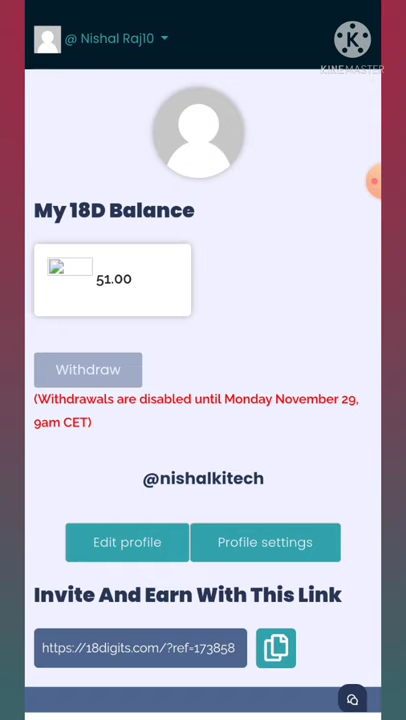 @ Nishal Raj10
K
KINEMASTER
My 18D Balance
51.00
Withdraw
(Withdrawals are disabled until Monday November 29,
9am CET)
@nishalkitech
Edit profile
Profile settings
Invite And Earn With This Link
https://18digits.com/?ref=173858